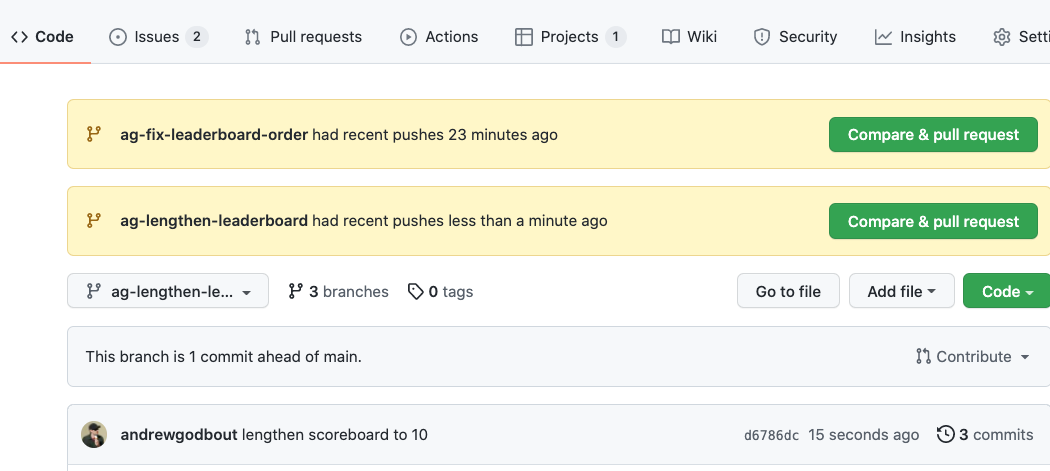 Code Issues 2 Pull requests Actions Projects 1 Wiki Security Insights Setti
ag-fix-leaderboard-order had recent pushes 23 minutes ago Compare & pull request
ag-lengthen-leaderboard had recent pushes less than a minute ago Compare & pull request
ag-lengthen-le... 3 branches 0 tags Go to file Add file Code
This branch is 1 commit ahead of main. Contribute
andrewgodbout lengthen scoreboard to 10 d6786dc 15 seconds ago 3 commits